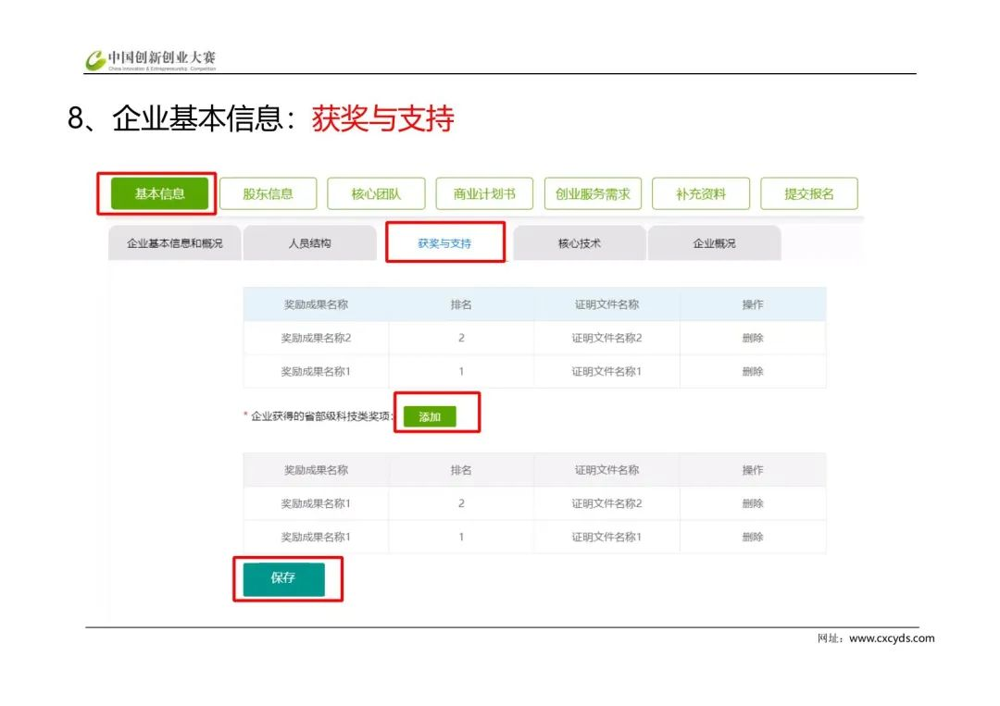 中国创新创业大赛
China Innovation & Entrepreneurship Competition
8、企业基本信息：获奖与支持
基本信息 股东信息 核心团队 商业计划书 创业服务需求 补充资料 提交报名
企业基本信息和概况 人员结构 获奖与支持 核心技术 企业概况
奖励成果名称 排名 证明文件名称 操作
奖励成果名称2 2 证明文件名称2 删除
奖励成果名称1 1 证明文件名称1 删除
* 企业获得的省部级科技类奖项： 添加
奖励成果名称 排名 证明文件名称 操作
奖励成果名称1 2 证明文件名称2 删除
奖励成果名称1 1 证明文件名称1 删除
保存
网址：www.cxcyds.com